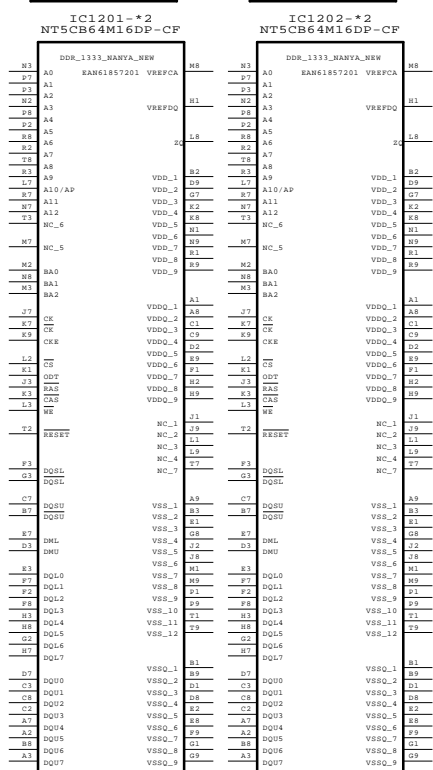 IC1201-*2
NT5CB64M16DP-CF
DDR_1333_NANYA_NEW
EAN61857201
N3 A0
P7 A1
P3 A2
N2 A3
P8 A4
P2 A5
R8 A6
R2 A7
T8 A8
R3 A9
L7 A10/AP
R7 A11
N7 A12
T3 NC_6
M7 NC_5
M2 BA0
N8 BA1
M3 BA2
J7 CK
K7 CK
K9 CKE
L2 CS
K1 ODT
J3 RAS
K3 CAS
L3 WE
T2 RESET
F3 DQSL
G3 DQSL
C7 DQSU
B7 DQSU
E7 DML
D3 DMU
E3 DQL0
F7 DQL1
F2 DQL2
F8 DQL3
H3 DQL4
H8 DQL5
G2 DQL6
H7 DQL7
D7 DQU0
C3 DQU1
C8 DQU2
C2 DQU3
A7 DQU4
A2 DQU5
B8 DQU6
A3 DQU7
VREFCA M8
VREFDQ H1
ZQ L8
VDD_1 B2
VDD_2 D9
VDD_3 G7
VDD_4 K2
VDD_5 K8
VDD_6 N1
VDD_7 N9
VDD_8 R1
VDD_9 R9
VDDQ_1 A1
VDDQ_2 A8
VDDQ_3 C1
VDDQ_4 C9
VDDQ_5 D2
VDDQ_6 E9
VDDQ_7 F1
VDDQ_8 H2
VDDQ_9 H9
NC_1 J1
NC_2 J9
NC_3 L1
NC_4 L9
NC_7 T7
VSS_1 A9
VSS_2 B3
VSS_3 E1
VSS_4 G8
VSS_5 J2
VSS_6 J8
VSS_7 M1
VSS_8 M9
VSS_9 P1
VSS_10 P9
VSS_11 T1
VSS_12 T9
VSSQ_1 B1
VSSQ_2 B9
VSSQ_3 D1
VSSQ_4 D8
VSSQ_5 E2
VSSQ_6 E8
VSSQ_7 F9
VSSQ_8 G1
VSSQ_9 G9
IC1202-*2
NT5CB64M16DP-CF
DDR_1333_NANYA_NEW
EAN61857201
N3 A0
P7 A1
P3 A2
N2 A3
P8 A4
P2 A5
R8 A6
R2 A7
T8 A8
R3 A9
L7 A10/AP
R7 A11
N7 A12
T3 NC_6
M7 NC_5
M2 BA0
N8 BA1
M3 BA2
J7 CK
K7 CK
K9 CKE
L2 CS
K1 ODT
J3 RAS
K3 CAS
L3 WE
T2 RESET
F3 DQSL
G3 DQSL
C7 DQSU
B7 DQSU
E7 DML
D3 DMU
E3 DQL0
F7 DQL1
F2 DQL2
F8 DQL3
H3 DQL4
H8 DQL5
G2 DQL6
H7 DQL7
D7 DQU0
C3 DQU1
C8 DQU2
C2 DQU3
A7 DQU4
A2 DQU5
B8 DQU6
A3 DQU7
VREFCA M8
VREFDQ H1
ZQ L8
VDD_1 B2
VDD_2 D9
VDD_3 G7
VDD_4 K2
VDD_5 K8
VDD_6 N1
VDD_7 N9
VDD_8 R1
VDD_9 R9
VDDQ_1 A1
VDDQ_2 A8
VDDQ_3 C1
VDDQ_4 C9
VDDQ_5 D2
VDDQ_6 E9
VDDQ_7 F1
VDDQ_8 H2
VDDQ_9 H9
NC_1 J1
NC_2 J9
NC_3 L1
NC_4 L9
NC_7 T7
VSS_1 A9
VSS_2 B3
VSS_3 E1
VSS_4 G8
VSS_5 J2
VSS_6 J8
VSS_7 M1
VSS_8 M9
VSS_9 P1
VSS_10 P9
VSS_11 T1
VSS_12 T9
VSSQ_1 B1
VSSQ_2 B9
VSSQ_3 D1
VSSQ_4 D8
VSSQ_5 E2
VSSQ_6 E8
VSSQ_7 F9
VSSQ_8 G1
VSSQ_9 G9